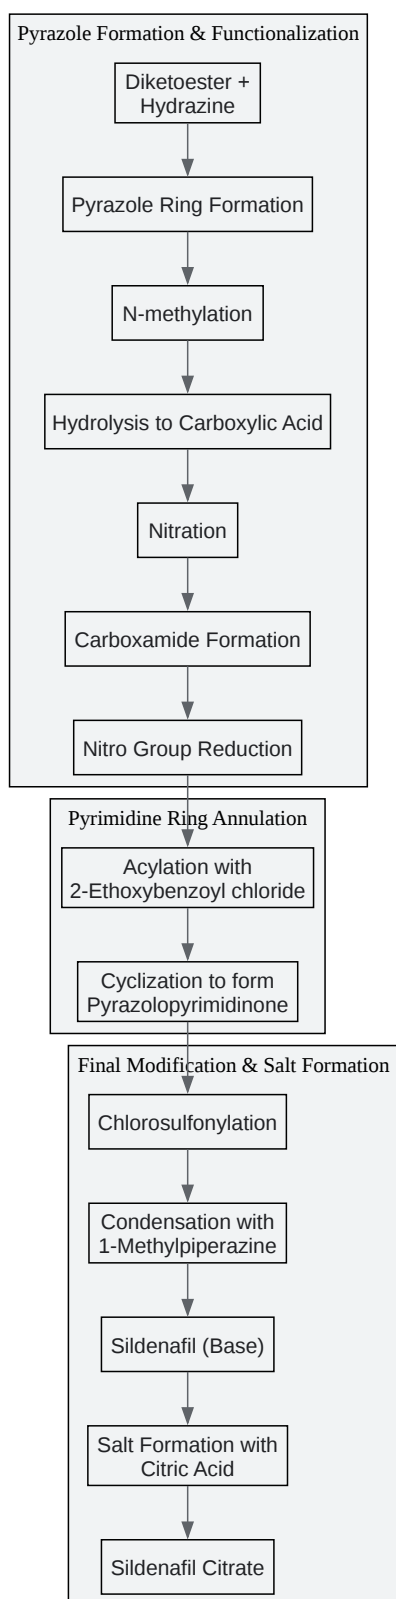 Pyrazole Formation & Functionalization
Diketoester +
Hydrazine
Pyrazole Ring Formation
N-methylation
Hydrolysis to Carboxylic Acid
Nitration
Carboxamide Formation
Nitro Group Reduction
Pyrimidine Ring Annulation
Acylation with
2-Ethoxybenzoyl chloride
Cyclization to form
Pyrazolopyrimidinone
Final Modification & Salt Formation
Chlorosulfonylation
Condensation with
1-Methylpiperazine
Sildenafil (Base)
Salt Formation with
Citric Acid
Sildenafil Citrate